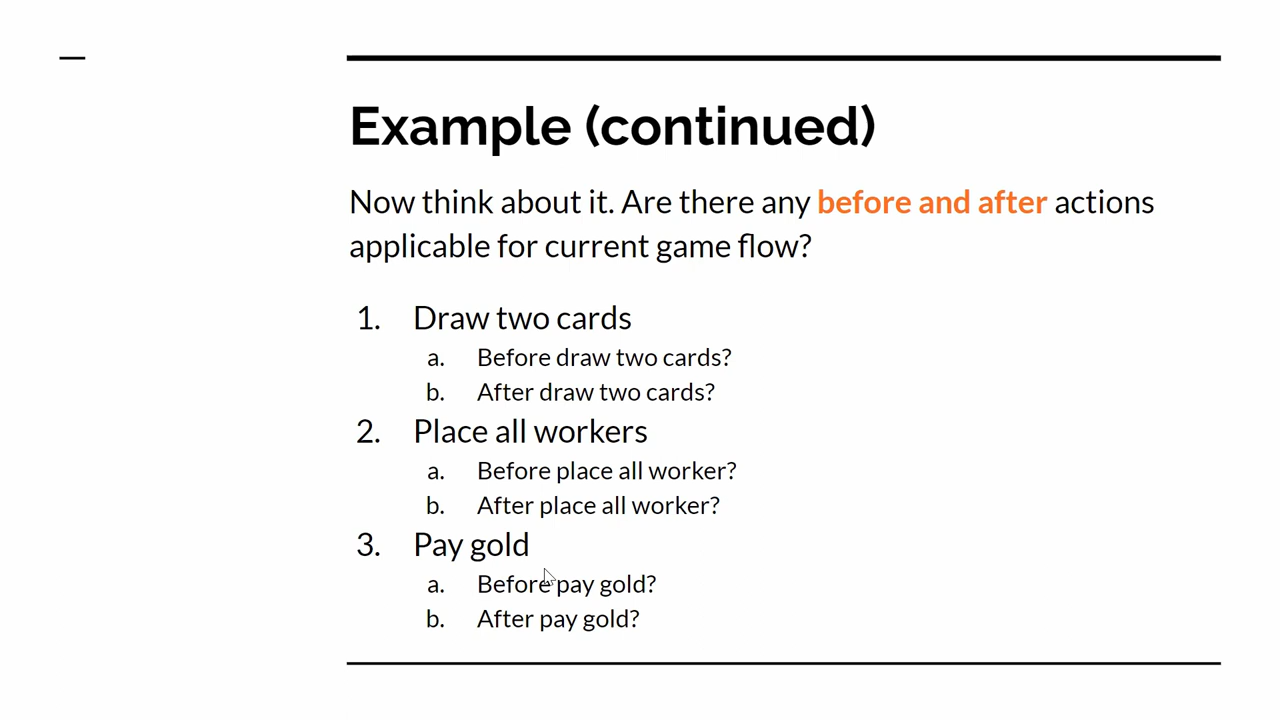 Example (continued)
Now think about it. Are there any before and after actions
applicable for current game flow?
1. Draw two cards
a. Before draw two cards?
b. After draw two cards?
2. Place all workers
a. Before place all worker?
b. After place all worker?
3. Pay gold
a. Before pay gold?
b. After pay gold?